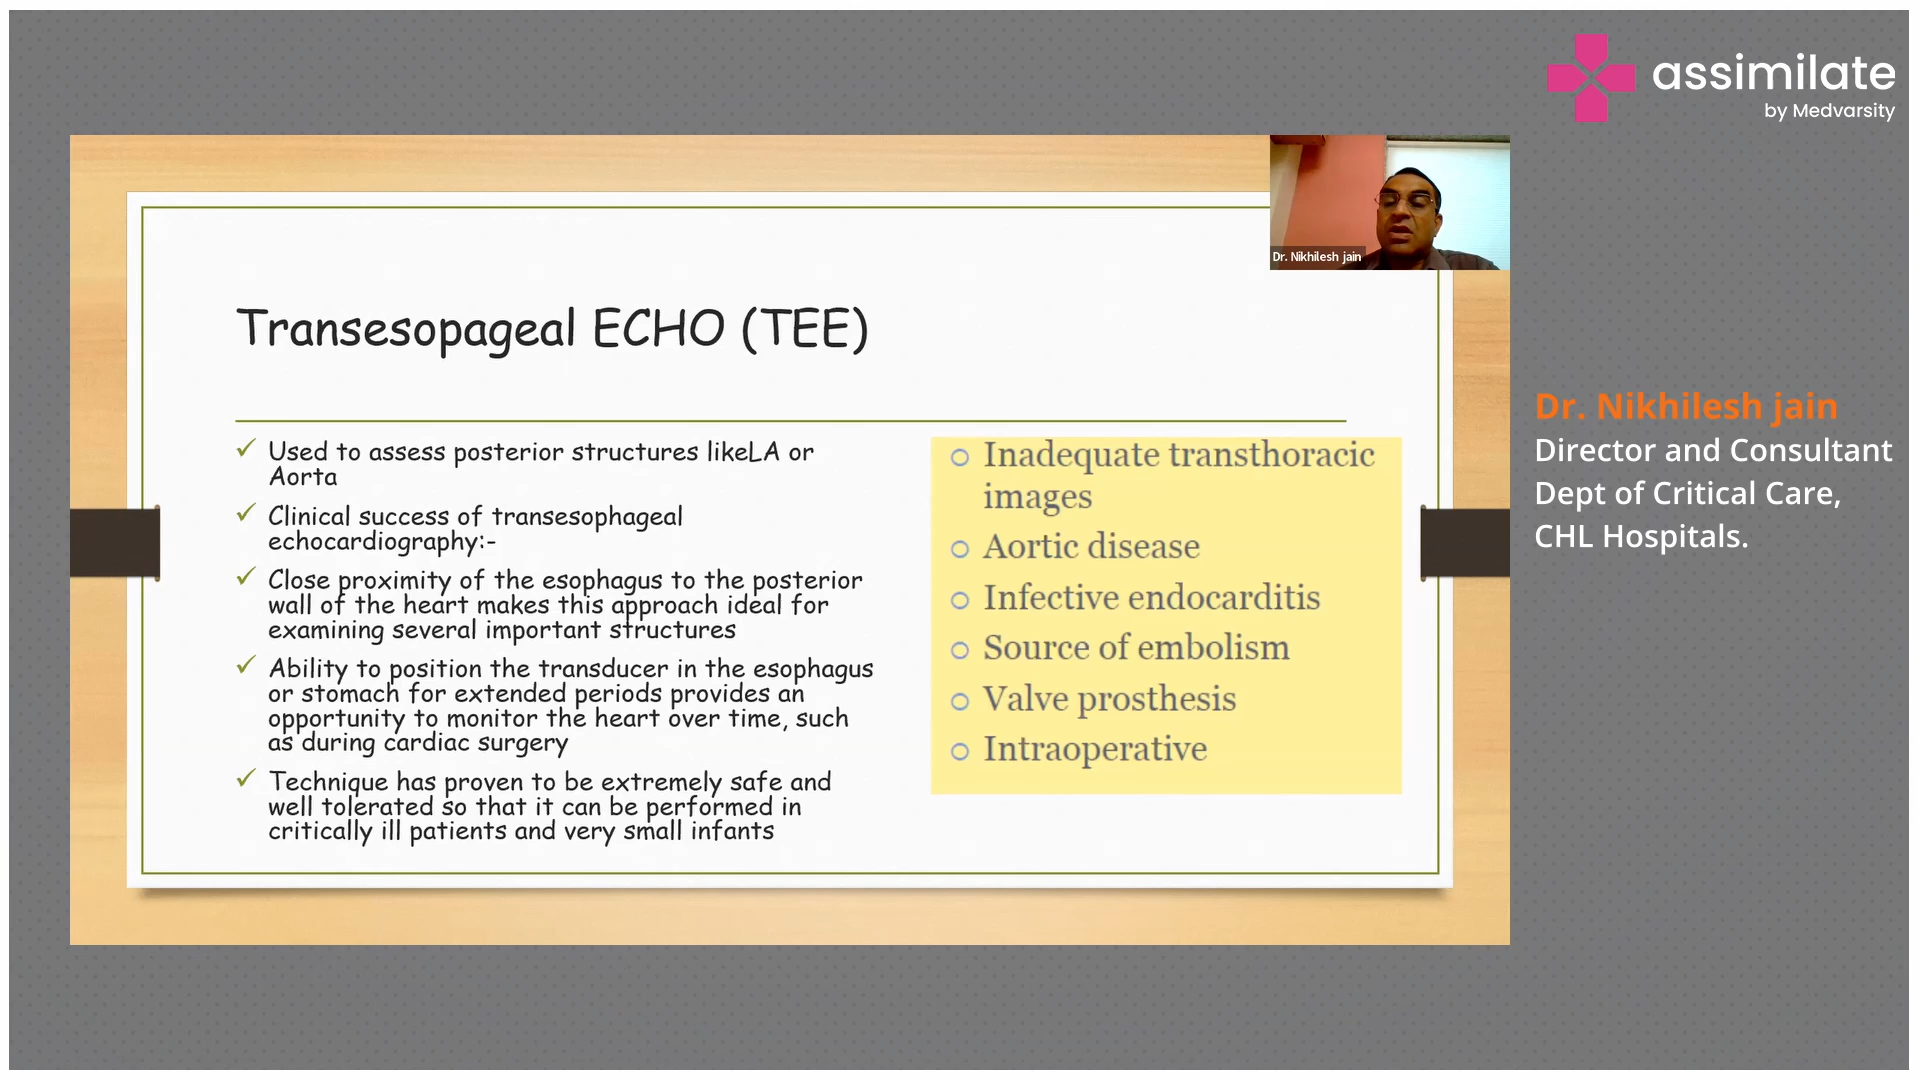 assimilate
by Medvarsity
Dr. Nikhilesh jain
Transesopageal ECHO (TEE)
Used to assess posterior structures likeLA or
Aorta
Clinical success of transesophageal
echocardiography:-
Close proximity of the esophagus to the posterior
wall of the heart makes this approach ideal for
examining several important structures
Ability to position the transducer in the esophagus
or stomach for extended periods provides an
opportunity to monitor the heart over time, such
as during cardiac surgery
Technique has proven to be extremely safe and
well tolerated so that it can be performed in
critically ill patients and very small infants
Inadequate transthoracic
images
Aortic disease
Infective endocarditis
Source of embolism
Valve prosthesis
Intraoperative
Dr. Nikhilesh jain
Director and Consultant
Dept of Critical Care,
CHL Hospitals.